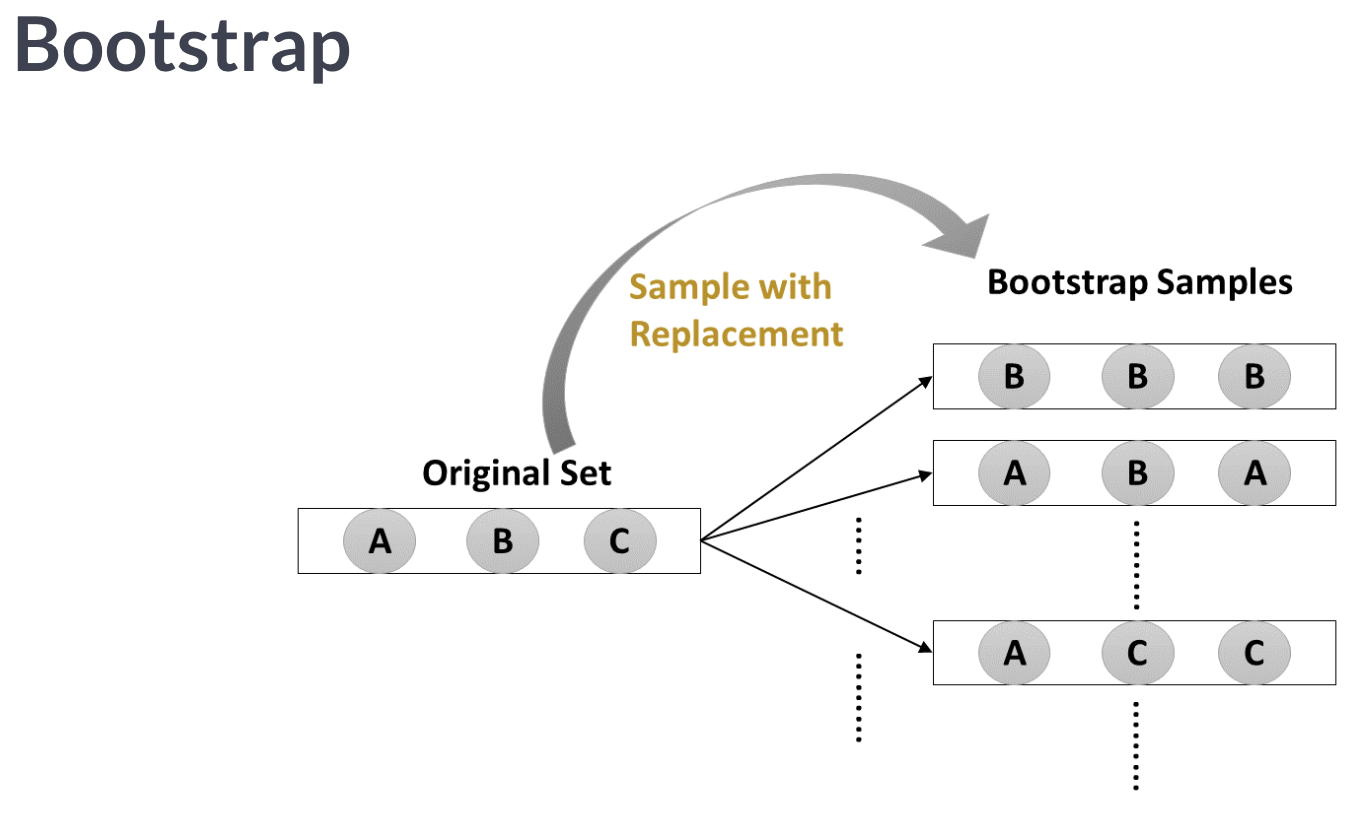 Bootstrap
Sample with
Replacement
Bootstrap Samples
B B B
A B A
Original Set
A B C
A C C